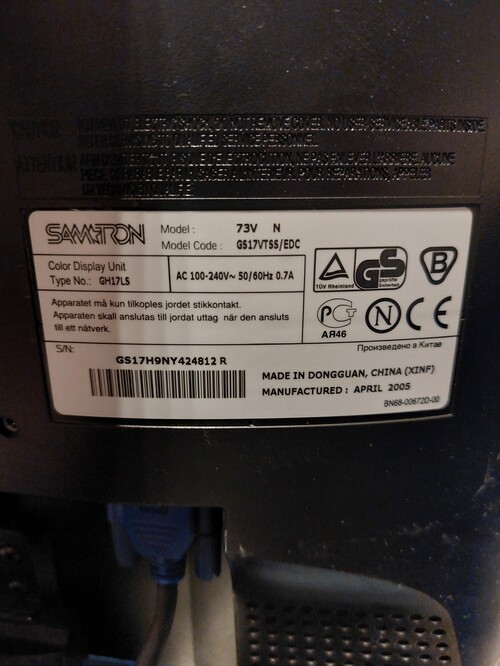 SAMTRON
Model : 73V N
Model Code : GS17VTSS/EDC
Color Display Unit
Type No.: GH17LS
AC 100-240V~ 50/60Hz 0.7A
TÜV Rheinland
GS
geprüfte Sicherheit
B
Apparatet må kun tilkoples jordet stikkontakt.
Apparaten skall anslutas till jordat uttag när den ansluts
till ett nätverk.
РСТ
АЯ46
N
CE
S/N:
Произведено в Китае
GS17H9NY424812 R
MADE IN DONGGUAN, CHINA (XINF)
MANUFACTURED : APRIL 2005
BN68-00672D-00